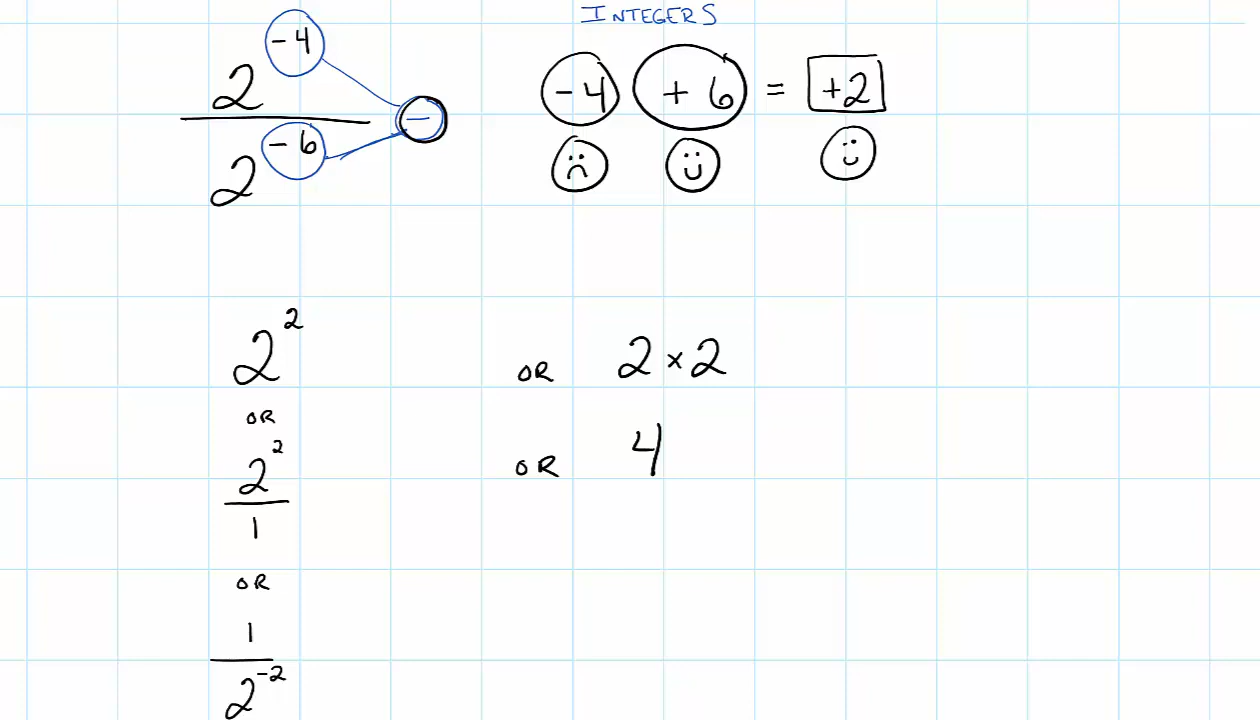 INTEGERS
2^-4 / 2^-6 -
-4 +6 = +2
2^2 OR 2 × 2
OR
2^2 / 1 OR 4
OR
1 / 2^-2